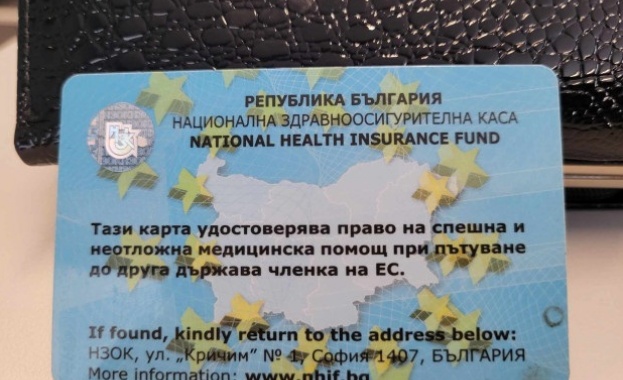 РЕПУБЛИКА БЪЛГАРИЯ
НАЦИОНАЛНА ЗДРАВНООСИГУРИТЕЛНА КАСА
NATIONAL HEALTH INSURANCE FUND
Тази карта удостоверява право на спешна и
неотложна медицинска помощ при пътуване
до друга държава членка на ЕС.
If found, kindly return to the address below:
НЗОК, ул. „Кричим" № 1, София 1407, БЪЛГАРИЯ
More information: www.nhif.bg